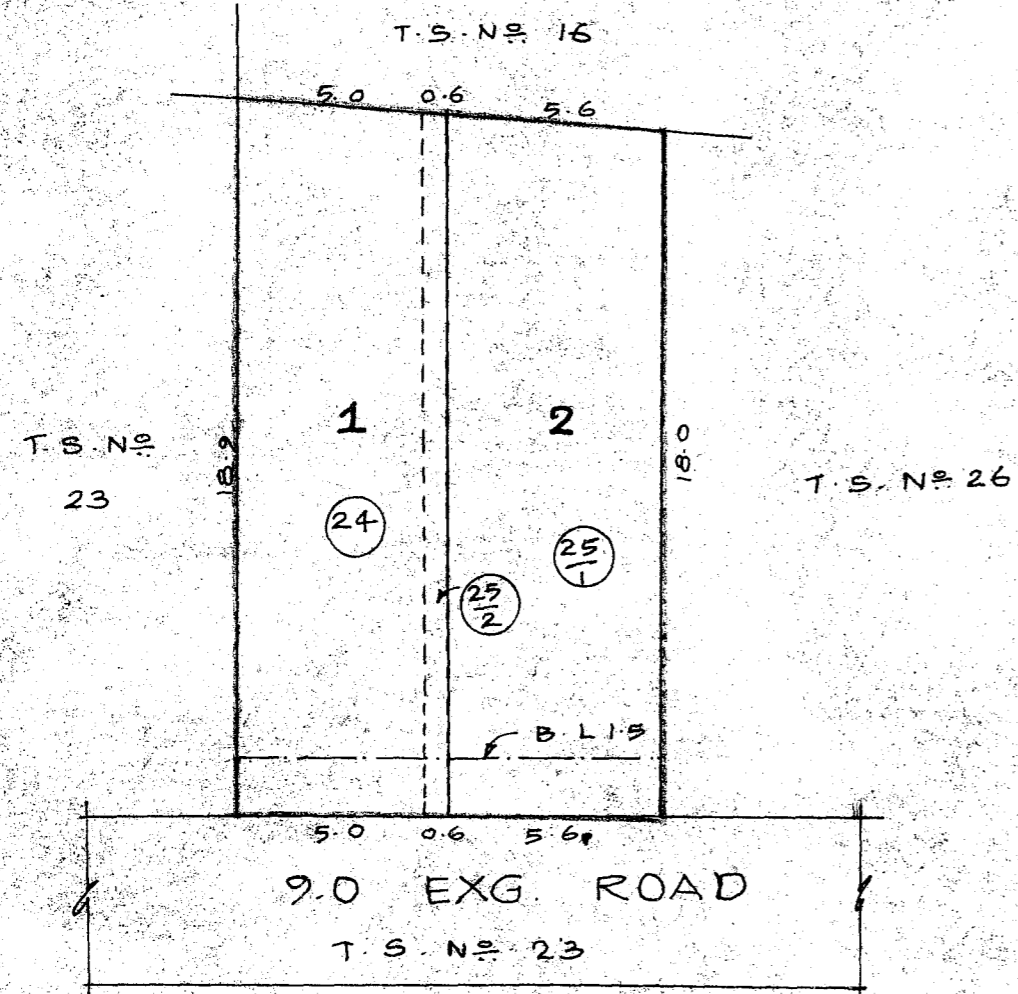 T.S. Nº 16
5.0 0.6 5.6
1 2
T.S. Nº
23
18.2
18.0
T.S. Nº 26
24
25
1
25
2
B.L 1.5
5.0 0.6 5.6
9.0 EXG. ROAD
T.S. Nº 23